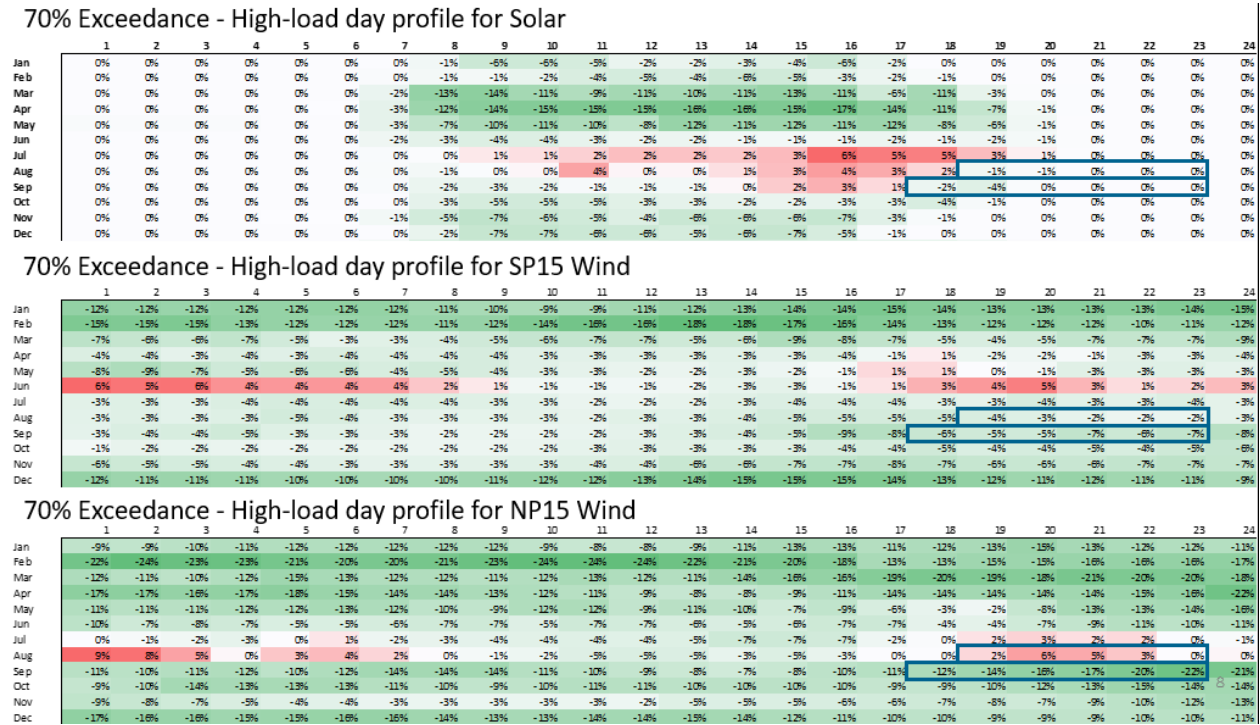 70% Exceedance - High-load day profile for Solar
1 2 3 4 5 6 7 8 9 10 11 12 13 14 15 16 17 18 19 20 21 22 23 24
Jan 0% 0% 0% 0% 0% 0% 0% -1% -6% -6% -5% -2% -2% -3% -4% -6% -2% 0% 0% 0% 0% 0% 0% 0%
Feb 0% 0% 0% 0% 0% 0% 0% -1% -1% -2% -4% -5% -4% -6% -5% -3% -2% -1% 0% 0% 0% 0% 0% 0%
Mar 0% 0% 0% 0% 0% 0% -2% -13% -14% -11% -9% -11% -10% -11% -13% -11% -6% -11% -3% 0% 0% 0% 0% 0%
Apr 0% 0% 0% 0% 0% 0% -3% -12% -14% -15% -15% -15% -16% -16% -15% -17% -14% -11% -7% -1% 0% 0% 0% 0%
May 0% 0% 0% 0% 0% 0% -3% -7% -10% -11% -10% -8% -12% -11% -12% -11% -12% -8% -6% -1% 0% 0% 0% 0%
Jun 0% 0% 0% 0% 0% 0% -2% -3% -4% -4% -3% -2% -2% -1% -1% -1% -2% -1% -2% -1% 0% 0% 0% 0%
Jul 0% 0% 0% 0% 0% 0% 0% 0% 1% 1% 2% 2% 2% 2% 3% 6% 5% 5% 3% 1% 0% 0% 0% 0%
Aug 0% 0% 0% 0% 0% 0% 0% -1% 0% 0% 4% 0% 0% 1% 3% 4% 3% 2% -1% -1% 0% 0% 0% 0%
Sep 0% 0% 0% 0% 0% 0% 0% -2% -3% -2% -1% -1% -1% 0% 2% 3% 1% -2% -4% 0% 0% 0% 0% 0%
Oct 0% 0% 0% 0% 0% 0% 0% -3% -5% -5% -5% -3% -3% -2% -2% -3% -3% -4% -1% 0% 0% 0% 0% 0%
Nov 0% 0% 0% 0% 0% 0% -1% -5% -7% -6% -5% -4% -6% -6% -6% -7% -3% -1% 0% 0% 0% 0% 0% 0%
Dec 0% 0% 0% 0% 0% 0% 0% -2% -7% -7% -6% -6% -5% -6% -7% -5% -1% 0% 0% 0% 0% 0% 0% 0%
70% Exceedance - High-load day profile for SP15 Wind
1 2 3 4 5 6 7 8 9 10 11 12 13 14 15 16 17 18 19 20 21 22 23 24
Jan -12% -12% -12% -12% -12% -12% -12% -11% -10% -9% -9% -11% -12% -13% -14% -14% -15% -14% -13% -13% -13% -13% -14% -15%
Feb -15% -15% -15% -13% -12% -12% -12% -11% -12% -14% -16% -16% -18% -18% -17% -16% -14% -13% -12% -12% -12% -10% -11% -12%
Mar -7% -6% -6% -7% -5% -3% -3% -4% -5% -6% -7% -7% -5% -6% -9% -8% -7% -5% -4% -5% -7% -7% -7% -9%
Apr -4% -4% -3% -4% -3% -4% -4% -4% -4% -3% -3% -3% -3% -3% -3% -4% -1% 1% -2% -2% -1% -3% -3% -4%
May -8% -9% -7% -5% -6% -6% -4% -5% -4% -3% -3% -2% -2% -3% -2% -1% 1% 1% 0% -1% -3% -3% -3% -3%
Jun 6% 5% 6% 4% 4% 4% 4% 2% 1% -1% -1% -1% -1% -2% -3% -1% 1% 3% 4% 5% 3% 1% 2% 3%
Jul -3% -3% -3% -4% -4% -4% -4% -3% -3% -3% -2% -2% -2% -3% -4% -4% -4% -3% -3% -4% -3% -3% -4% -3%
Aug -3% -3% -3% -3% -5% -4% -3% -3% -3% -3% -2% -3% -3% -4% -5% -5% -5% -5% -4% -3% -2% -2% -2% -3%
Sep -3% -4% -4% -5% -3% -3% -3% -2% -2% -2% -2% -3% -3% -4% -5% -9% -8% -6% -5% -5% -7% -6% -7% -8%
Oct -1% -2% -2% -2% -2% -2% -2% -2% -2% -2% -3% -3% -3% -3% -3% -4% -4% -5% -4% -4% -5% -4% -5% -6%
Nov -6% -5% -5% -4% -4% -3% -3% -3% -3% -3% -4% -4% -6% -6% -7% -7% -8% -7% -6% -6% -6% -7% -7% -7%
Dec -12% -11% -11% -11% -10% -10% -10% -10% -11% -12% -12% -12% -13% -14% -15% -15% -14% -13% -12% -11% -12% -11% -11% -9%
70% Exceedance - High-load day profile for NP15 Wind
1 2 3 4 5 6 7 8 9 10 11 12 13 14 15 16 17 18 19 20 21 22 23 24
Jan -9% -9% -10% -11% -12% -12% -12% -12% -12% -9% -8% -8% -9% -11% -13% -13% -11% -12% -13% -15% -13% -12% -12% -11%
Feb -22% -24% -23% -23% -21% -20% -20% -21% -23% -24% -24% -24% -22% -21% -20% -18% -13% -13% -15% -15% -16% -16% -16% -17%
Mar -12% -11% -10% -12% -15% -13% -12% -12% -11% -12% -13% -12% -11% -14% -16% -16% -19% -20% -19% -18% -21% -20% -20% -18%
Apr -17% -17% -16% -17% -18% -15% -14% -14% -13% -12% -11% -9% -8% -8% -9% -11% -14% -14% -14% -14% -14% -15% -16% -22%
May -11% -11% -11% -12% -12% -13% -12% -10% -9% -12% -12% -9% -11% -10% -7% -9% -6% -3% -2% -8% -13% -13% -14% -16%
Jun -10% -7% -8% -7% -5% -5% -6% -7% -7% -5% -7% -7% -6% -5% -6% -7% -7% -4% -4% -7% -9% -11% -10% -11%
Jul 0% -1% -2% -3% 0% 1% -2% -3% -4% -4% -4% -4% -5% -7% -7% -7% -2% 0% 2% 3% 2% 2% 0% -1%
Aug 9% 8% 5% 0% 3% 4% 2% 0% -1% -2% -5% -5% -5% -3% -5% -3% 0% 0% 2% 6% 5% 3% 0% 0%
Sep -11% -10% -11% -12% -10% -12% -14% -14% -14% -11% -10% -9% -8% -7% -8% -10% -11% -12% -14% -16% -17% -20% -22% -21%
Oct -9% -10% -14% -13% -13% -13% -11% -10% -9% -10% -11% -11% -10% -10% -10% -10% -9% -9% -10% -12% -13% -15% -14% -14%
8
Nov -9% -8% -7% -5% -4% -4% -3% -3% -3% -3% -3% -2% -5% -5% -5% -6% -6% -7% -8% -7% -9% -10% -12% -13%
Dec -17% -16% -16% -15% -15% -16% -16% -14% -13% -13% -14% -14% -15% -14% -12% -11% -10% -10% -9% -9% -9% -10% -10% -11%